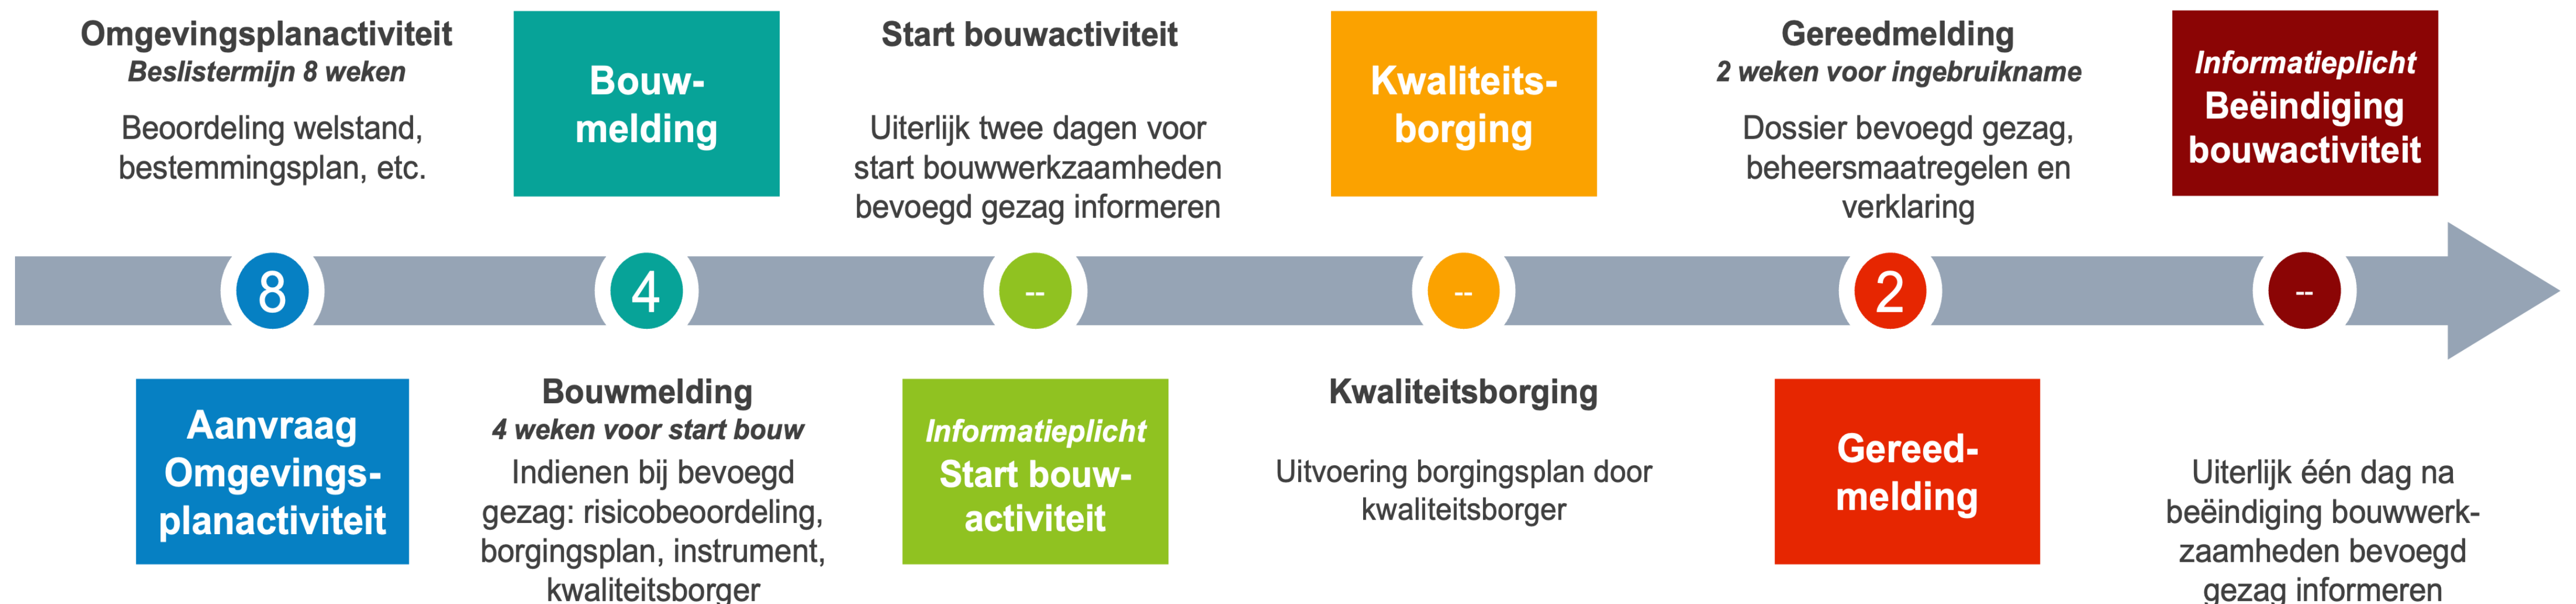 Omgevingsplanactiviteit
Beslistermijn 8 weken
Beoordeling welstand,
bestemmingsplan, etc.
Bouw-
melding
Start bouwactiviteit
Uiterlijk twee dagen voor
start bouwwerkzaamheden
bevoegd gezag informeren
Kwaliteits-
borging
Gereedmelding
2 weken voor ingebruikname
Dossier bevoegd gezag,
beheersmaatregelen en
verklaring
Informatieplicht
Beëindiging
bouwactiviteit
8
4
--
--
2
--
Aanvraag
Omgevings-
planactiviteit
Bouwmelding
4 weken voor start bouw
Indienen bij bevoegd
gezag: risicobeoordeling,
borgingsplan, instrument,
kwaliteitsborger
Informatieplicht
Start bouw-
activiteit
Kwaliteitsborging
Uitvoering borgingsplan door
kwaliteitsborger
Gereed-
melding
Uiterlijk één dag na
beëindiging bouwwerk-
zaamheden bevoegd
gezag informeren